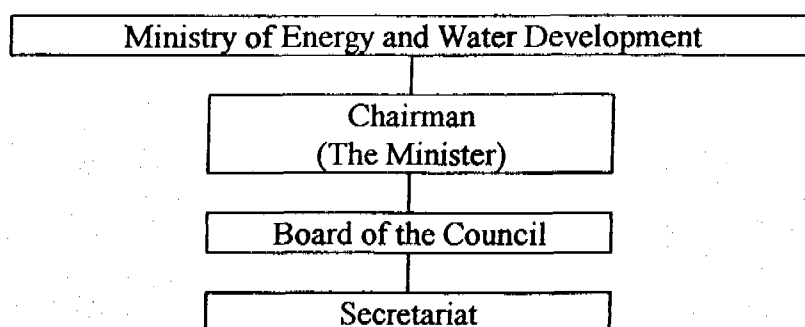 Ministry of Energy and Water Development
Chairman
(The Minister)
Board of the Council
Secretariat